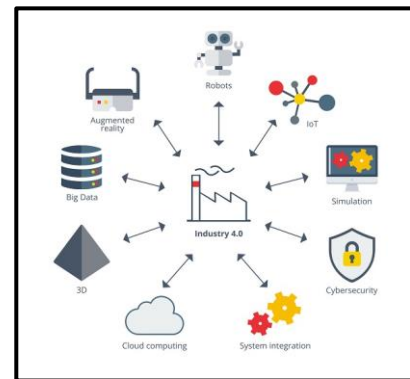 Robots
Augmented
reality
IoT
Big Data
Simulation
Industry 4.0
3D
Cybersecurity
Cloud computing
System integration